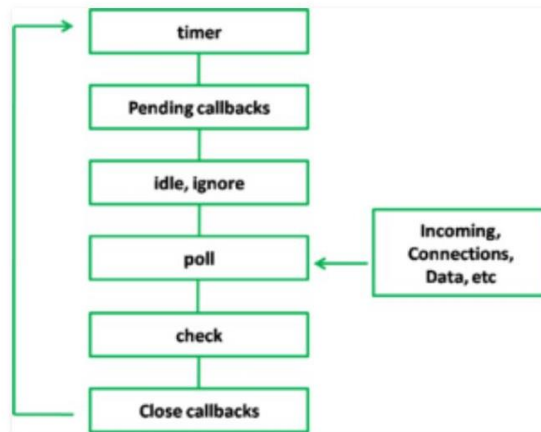 timer
Pending callbacks
idle, ignore
poll
Incoming,
Connections,
Data, etc
check
Close callbacks